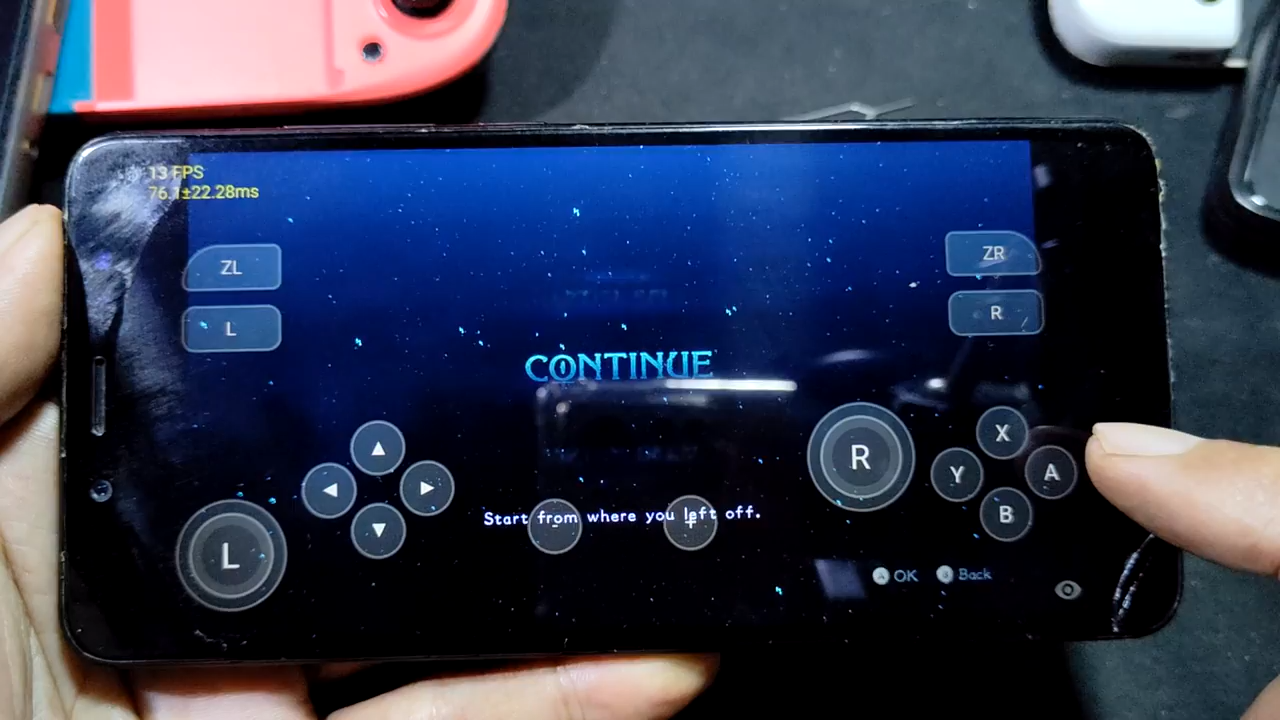 13 FPS
76.1±22.28ms
ZL
ZR
L
R
CONTINUE
R
X
Y
A
B
L
Start from where you left off.
-
+
A OK
Back